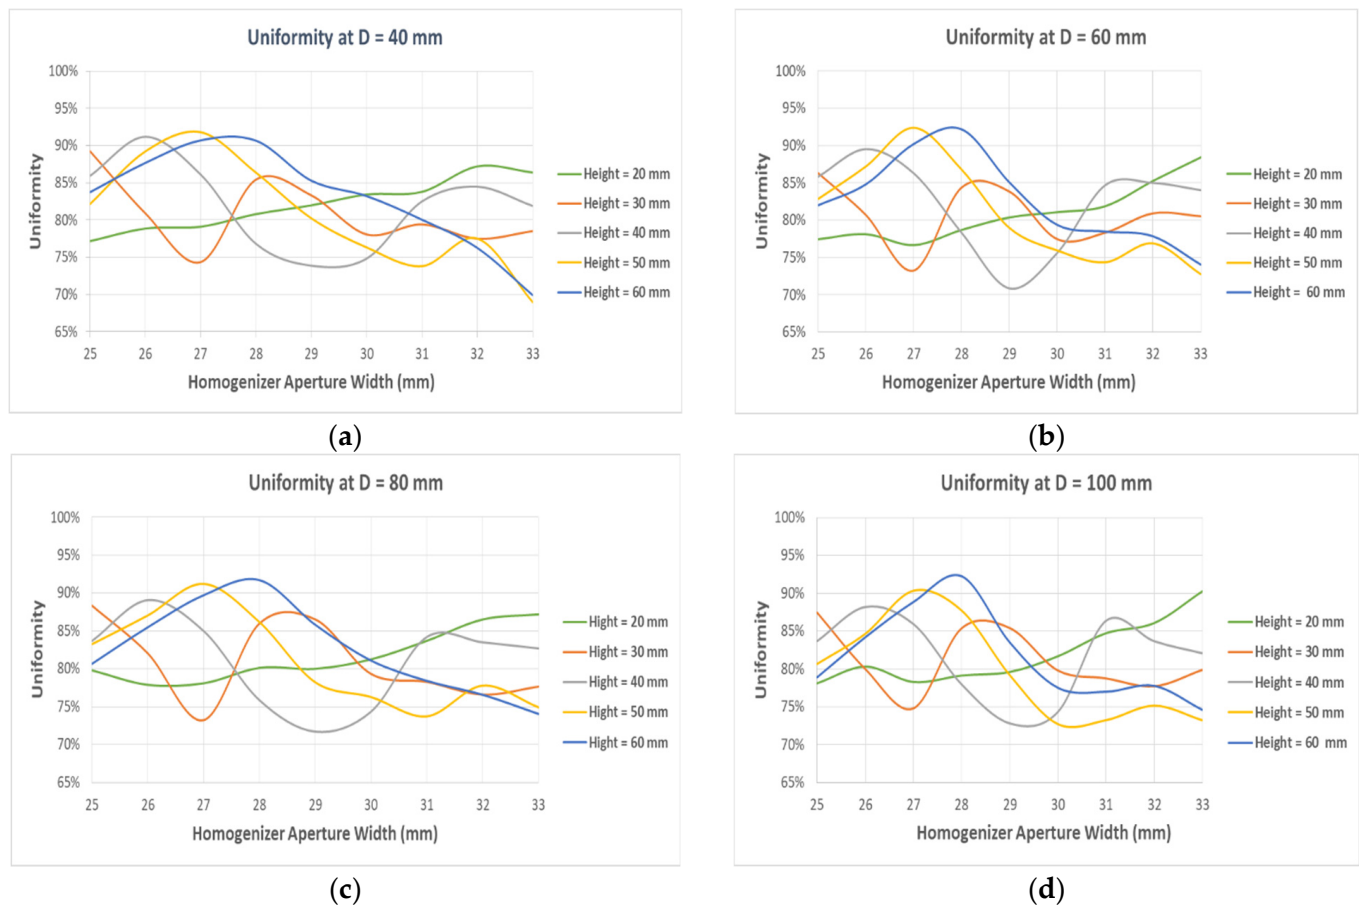 Uniformity at D = 40 mm
100%
95%
90%
85%
80%
75%
70%
65%
Uniformity
25 26 27 28 29 30 31 32 33
Homogenizer Aperture Width (mm)
Height = 20 mm
Height = 30 mm
Height = 40 mm
Height = 50 mm
Height = 60 mm
(a)
Uniformity at D = 60 mm
100%
95%
90%
85%
80%
75%
70%
65%
Uniformity
25 26 27 28 29 30 31 32 33
Homogenizer Aperture Width (mm)
Height = 20 mm
Height = 30 mm
Height = 40 mm
Height = 50 mm
Height = 60 mm
(b)
Uniformity at D = 80 mm
100%
95%
90%
85%
80%
75%
70%
65%
Uniformity
25 26 27 28 29 30 31 32 33
Homogenizer Aperture Width (mm)
Hight = 20 mm
Hight = 30 mm
Hight = 40 mm
Hight = 50 mm
Hight = 60 mm
(c)
Uniformity at D = 100 mm
100%
95%
90%
85%
80%
75%
70%
65%
Uniformity
25 26 27 28 29 30 31 32 33
Homogenizer Aperture Width (mm)
Height = 20 mm
Height = 30 mm
Height = 40 mm
Height = 50 mm
Height = 60 mm
(d)